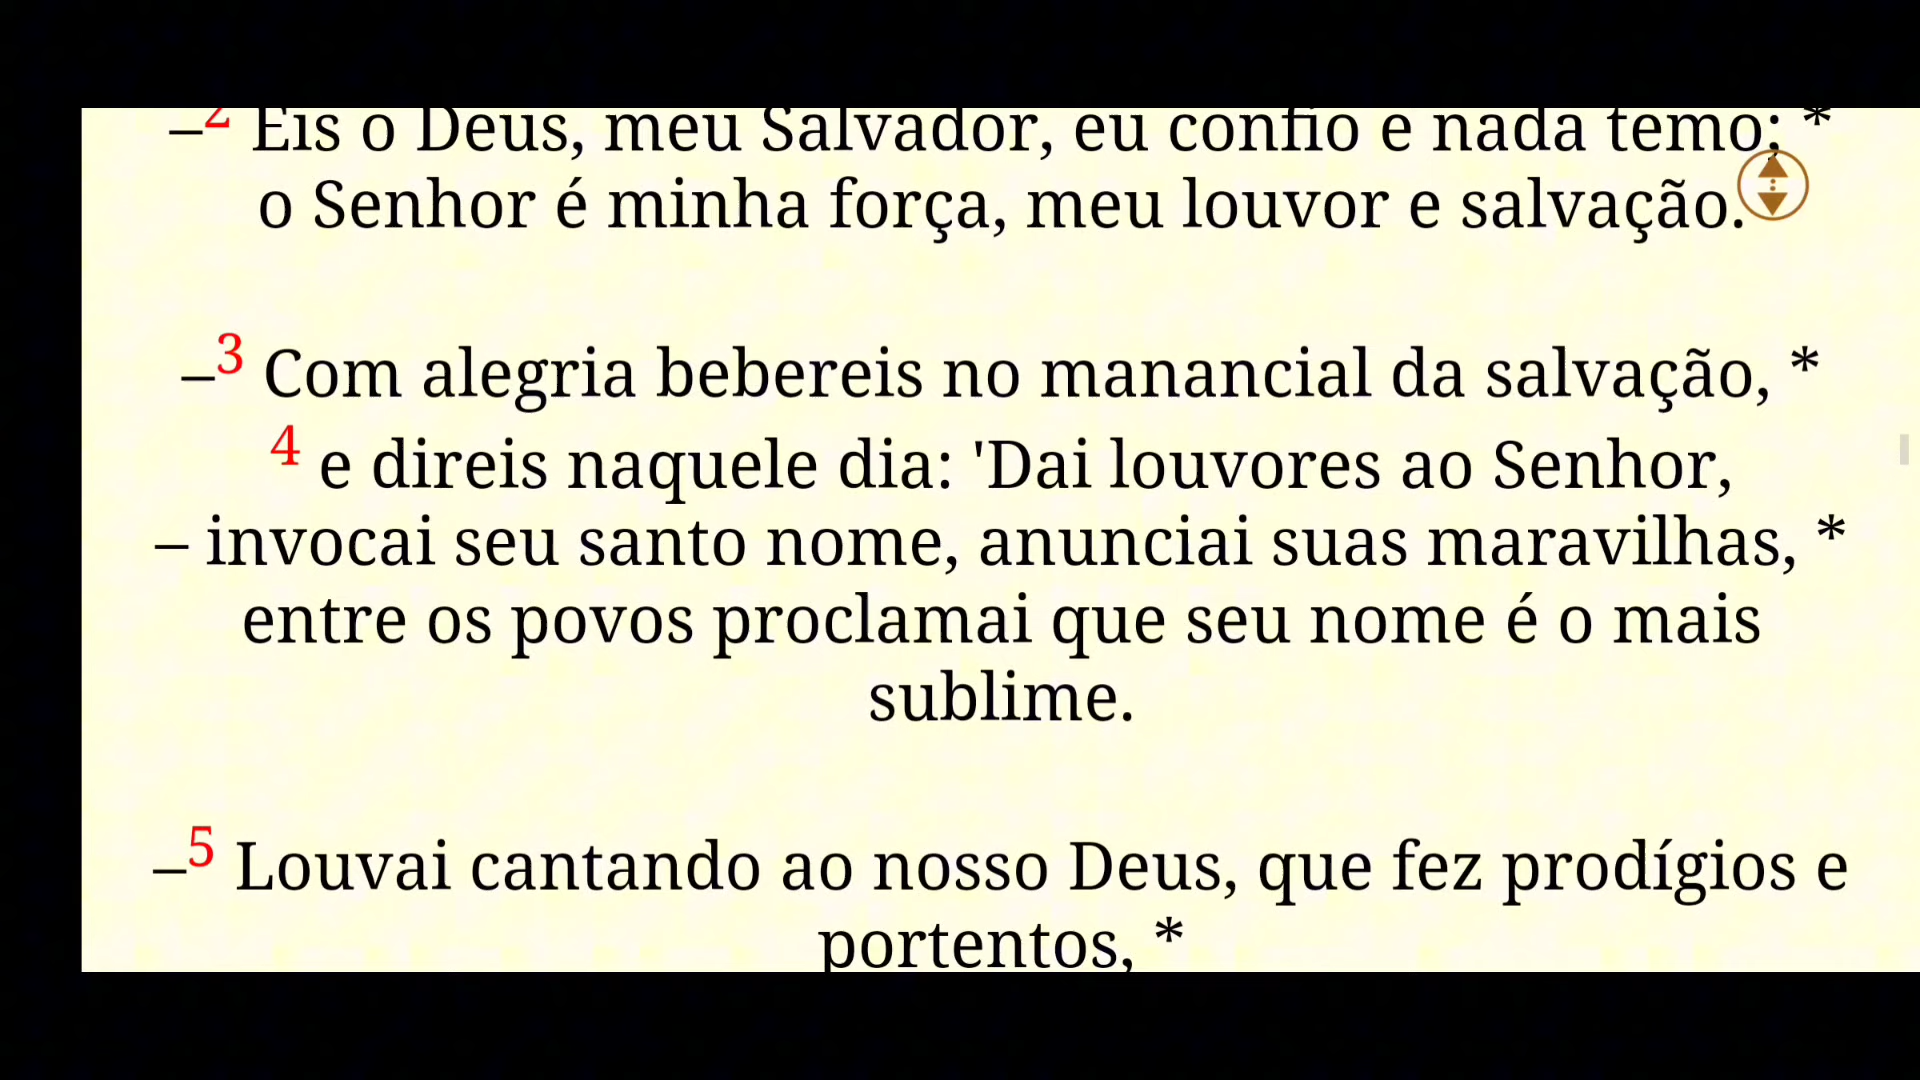 –2 Eis o Deus, meu Salvador, eu confio e nada temo; *
o Senhor é minha força, meu louvor e salvação.
–3 Com alegria bebereis no manancial da salvação, *
4 e direis naquele dia: 'Dai louvores ao Senhor,
– invocai seu santo nome, anunciai suas maravilhas, *
entre os povos proclamai que seu nome é o mais
sublime.
–5 Louvai cantando ao nosso Deus, que fez prodígios e
portentos, *